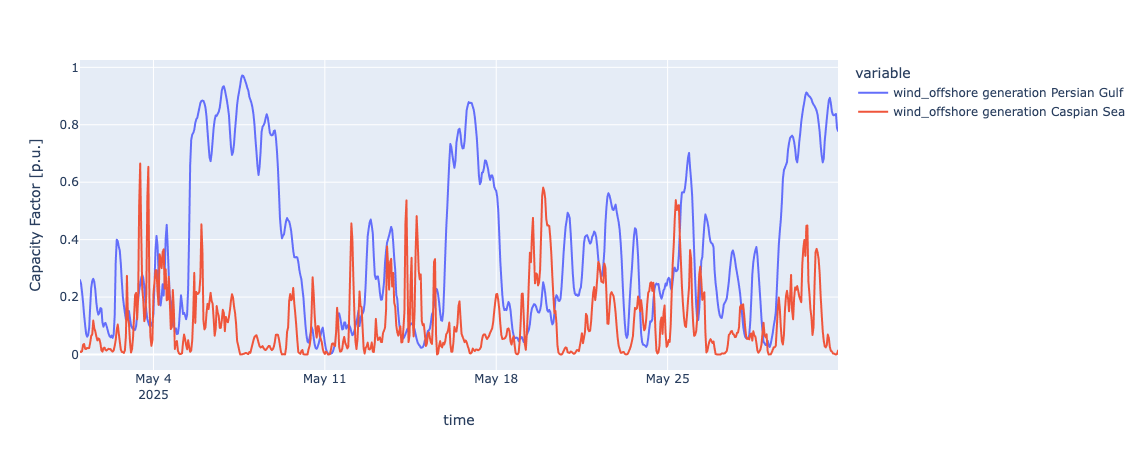 variable
wind_offshore generation Persian Gulf
wind_offshore generation Caspian Sea
Capacity Factor [p.u.]
1
0.8
0.6
0.4
0.2
0
May 4
2025
May 11
May 18
May 25
time